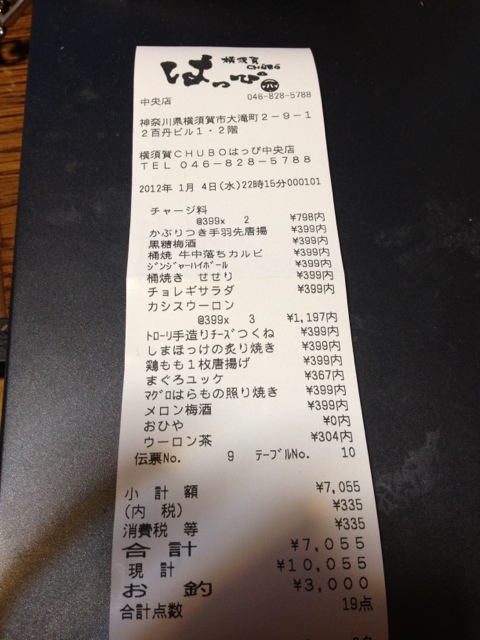 横須賀
CHUBO
はっぴ
中央店
046-828-5788
神奈川県横須賀市大滝町2-9-1
2百丹ビル1・2階
横須賀CHUBOはっぴ中央店
TEL 046-828-5788
2012年 1月 4日(水)22時15分000101
チャージ料
@399x 2 ¥798内
かぶりつき手羽先唐揚 ¥399内
黒糖梅酒 ¥399内
桶焼 牛中落ちカルビ ¥399内
ｼﾞﾝｼﾞｬｰﾊｲﾎﾞｰﾙ ¥399内
桶焼き せせり ¥399内
チョレギサラダ ¥399内
カシスウーロン
@399x 3 ¥1,197内
ﾄﾛｰﾘ手造りﾁｰｽﾞつくね ¥399内
しまほっけの炙り焼き ¥399内
鶏もも1枚唐揚げ ¥399内
まぐろユッケ ¥367内
ﾏｸﾞﾛはらもの照り焼き ¥399内
メロン梅酒 ¥399内
おひや ¥0内
ウーロン茶 ¥304内
伝票No. 9 ﾃｰﾌﾞﾙNo. 10
小計額 ¥7,055
(内 税) ¥335
消費税 等 ¥335
合計 ¥7,055
現計 ¥10,055
お釣 ¥3,000
合計点数 19点